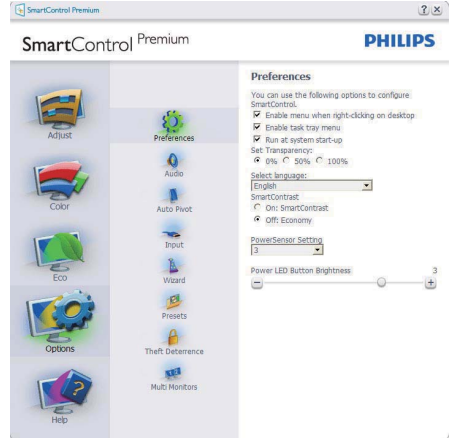 SmartControl Premium
SmartControl Premium
PHILIPS
Adjust
Color
Eco
Options
Help
Preferences
Audio
Auto Pivot
Input
Wizard
Presets
Theft Deterrence
Multi Monitors
Preferences
You can use the following options to configure
SmartControl.
Enable menu when right-clicking on desktop
Enable task tray menu
Run at system start-up
Set Transparency:
0% 50% 100%
Select language:
English
SmartContrast
On: SmartContrast
Off: Economy
PowerSensor Setting
3
Power LED Button Brightness 3